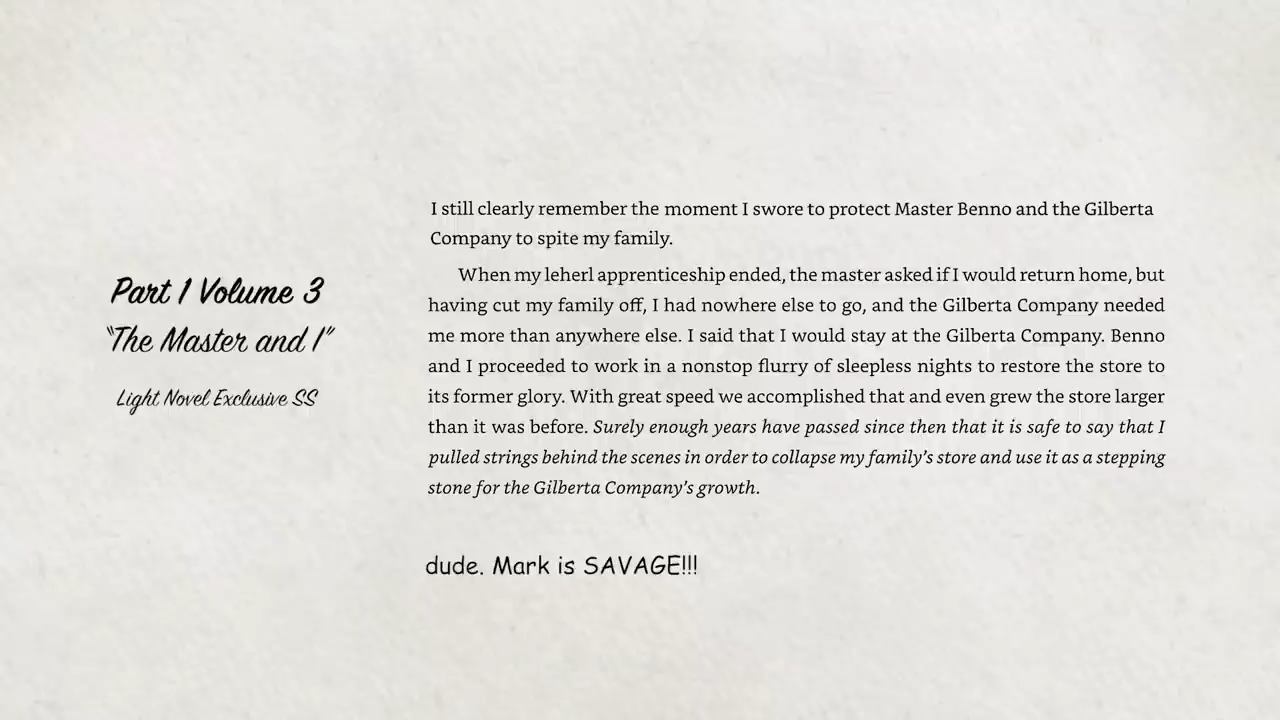 Part 1 Volume 3
"The Master and I"
Light Novel Exclusive SS
I still clearly remember the moment I swore to protect Master Benno and the Gilberta
Company to spite my family.
When my leherl apprenticeship ended, the master asked if I would return home, but
having cut my family off, I had nowhere else to go, and the Gilberta Company needed
me more than anywhere else. I said that I would stay at the Gilberta Company. Benno
and I proceeded to work in a nonstop flurry of sleepless nights to restore the store to
its former glory. With great speed we accomplished that and even grew the store larger
than it was before. Surely enough years have passed since then that it is safe to say that I
pulled strings behind the scenes in order to collapse my family's store and use it as a stepping
stone for the Gilberta Company's growth.
dude. Mark is SAVAGE!!!